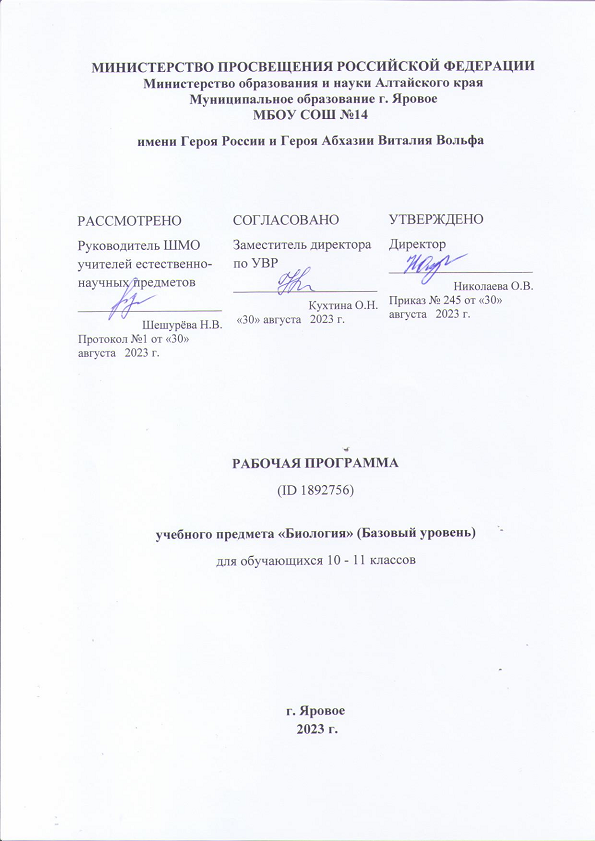 МИНИСТЕРСТВО ПРОСВЕЩЕНИЯ РОССИЙСКОЙ ФЕДЕРАЦИИ
Министерство образования и науки Алтайского края
Муниципальное образование г. Яровое
МБОУ СОШ №14
имени Героя России и Героя Абхазии Виталия Вольфа
РАССМОТРЕНО
Руководитель ШМО
учителей естественно-
научных предметов
Шешурёва Н.В.
Протокол №1 от «30»
августа 2023 г.
СОГЛАСОВАНО
Заместитель директора
по УВР
Кухтина О.Н.
«30» августа 2023 г.
УТВЕРЖДЕНО
Директор
Николаева О.В.
Приказ № 245 от «30»
августа 2023 г.
РАБОЧАЯ ПРОГРАММА
(ID 1892756)
учебного предмета «Биология» (Базовый уровень)
для обучающихся 10 - 11 классов
г. Яровое
2023 г.